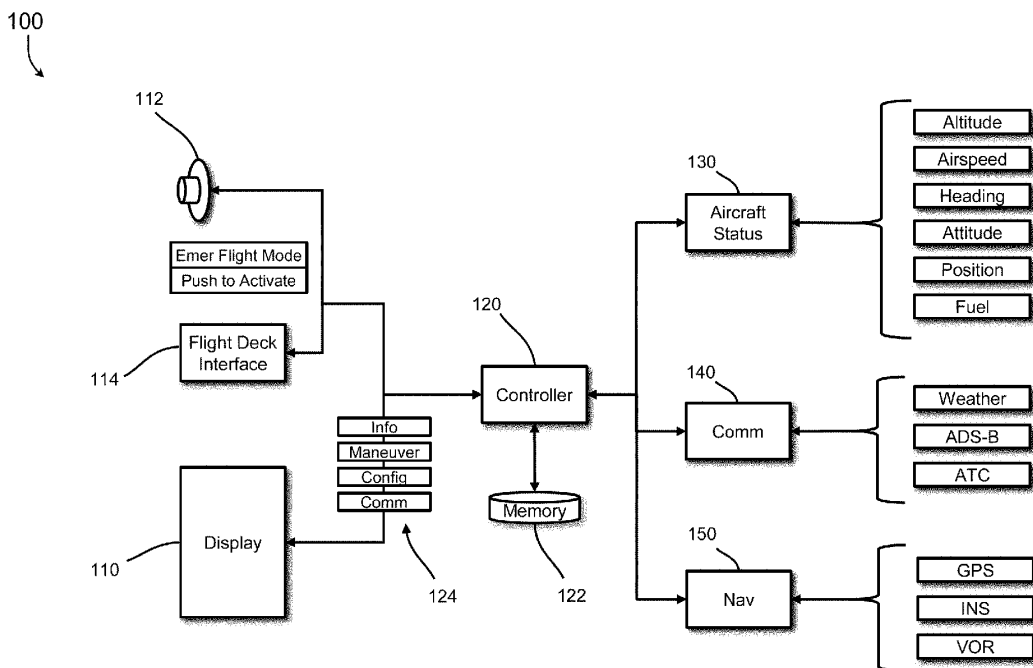 100
112
Emer Flight Mode
Push to Activate
114
Flight Deck
Interface
110
Display
Info
Maneuver
Config
Comm
124
120
Controller
Memory
122
130
Aircraft
Status
140
Comm
150
Nav
Altitude
Airspeed
Heading
Attitude
Position
Fuel
Weather
ADS-B
ATC
GPS
INS
VOR